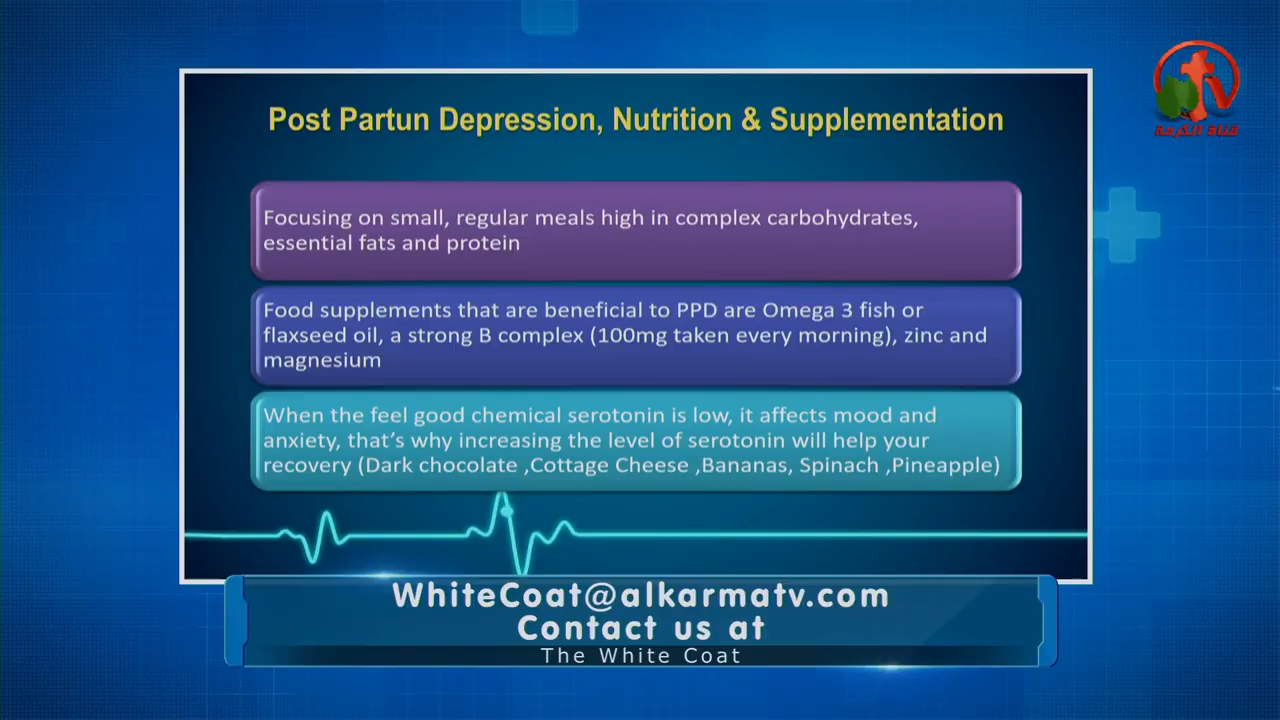 Post Partun Depression, Nutrition & Supplementation
Focusing on small, regular meals high in complex carbohydrates,
essential fats and protein
Food supplements that are beneficial to PPD are Omega 3 fish or
flaxseed oil, a strong B complex (100mg taken every morning), zinc and
magnesium
When the feel good chemical serotonin is low, it affects mood and
anxiety, that’s why increasing the level of serotonin will help your
recovery (Dark chocolate ,Cottage Cheese ,Bananas, Spinach ,Pineapple)
WhiteCoat@alkarmatv.com
Contact us at
The White Coat
tv
قناة الكرمة